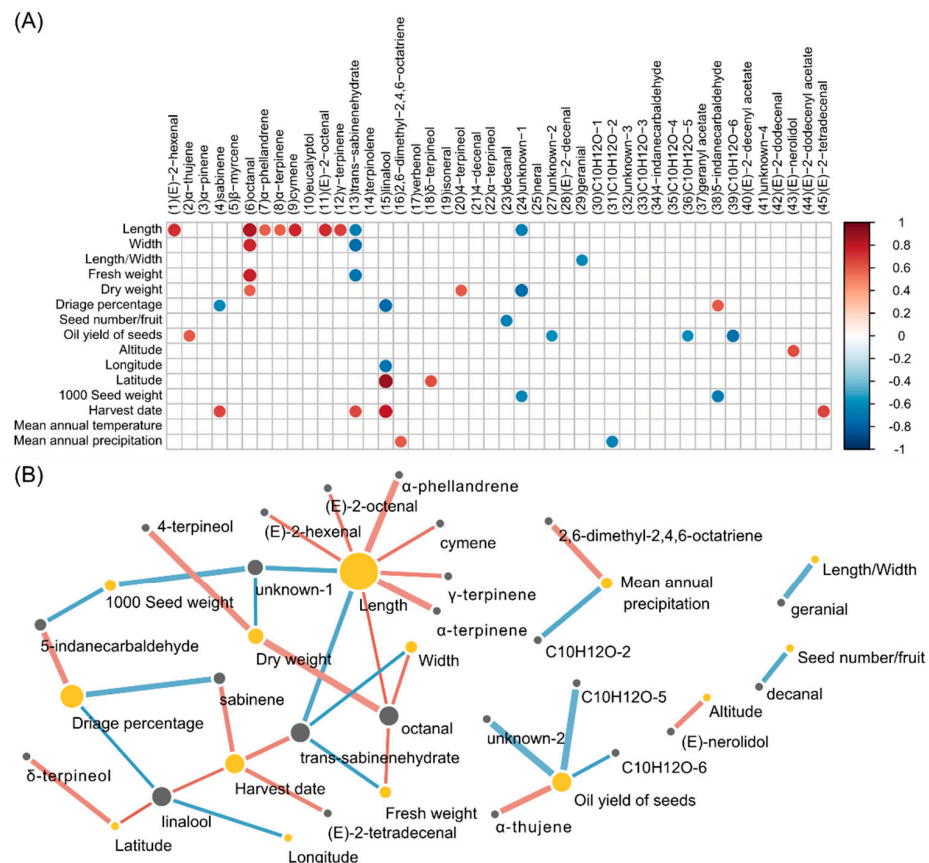 (A)
(1)(E)-2-hexenal
(2)α-thujene
(3)α-pinene
(4)sabinene
(5)β-myrcene
(6)octanal
(7)α-phellandrene
(8)α-terpinene
(9)cymene
(10)eucalyptol
(11)(E)-2-octenal
(12)γ-terpinene
(13)trans-sabinenehydrate
(14)terpinolene
(15)linalool
(16)2,6-dimethyl-2,4,6-octatriene
(17)verbenol
(18)δ-terpineol
(19)isoneral
(20)4-terpineol
(21)4-decenal
(22)α-terpineol
(23)decanal
(24)unknown-1
(25)neral
(27)unknown-2
(28)(E)-2-decenal
(29)geranial
(30)C10H12O-1
(31)C10H12O-2
(32)unknown-3
(33)C10H12O-3
(34)4-indanecarbaldehyde
(35)C10H12O-4
(36)C10H12O-5
(37)geranyl acetate
(38)5-indanecarbaldehyde
(39)C10H12O-6
(40)(E)-2-decenyl acetate
(41)unknown-4
(42)(E)-2-dodecenal
(43)(E)-nerolidol
(44)(E)-2-dodecenyl acetate
(45)(E)-2-tetradecenal
Length
Width
Length/Width
Fresh weight
Dry weight
Driage percentage
Seed number/fruit
Oil yield of seeds
Altitude
Longitude
Latitude
1000 Seed weight
Harvest date
Mean annual temperature
Mean annual precipitation
1
0.8
0.6
0.4
0.2
0
-0.2
-0.4
-0.6
-0.8
-1
(B)
α-phellandrene
(E)-2-octenal
4-terpineol
(E)-2-hexenal
cymene
2,6-dimethyl-2,4,6-octatriene
unknown-1
Length
γ-terpinene
1000 Seed weight
α-terpinene
Mean annual
precipitation
Length/Width
geranial
5-indanecarbaldehyde
Dry weight
Width
C10H12O-2
Seed number/fruit
sabinene
decanal
Driage percentage
octanal
C10H12O-5
Altitude
trans-sabinenehydrate
unknown-2
(E)-nerolidol
δ-terpineol
Harvest date
C10H12O-6
linalool
Fresh weight
Oil yield of seeds
Latitude
(E)-2-tetradecenal
α-thujene
Longitude